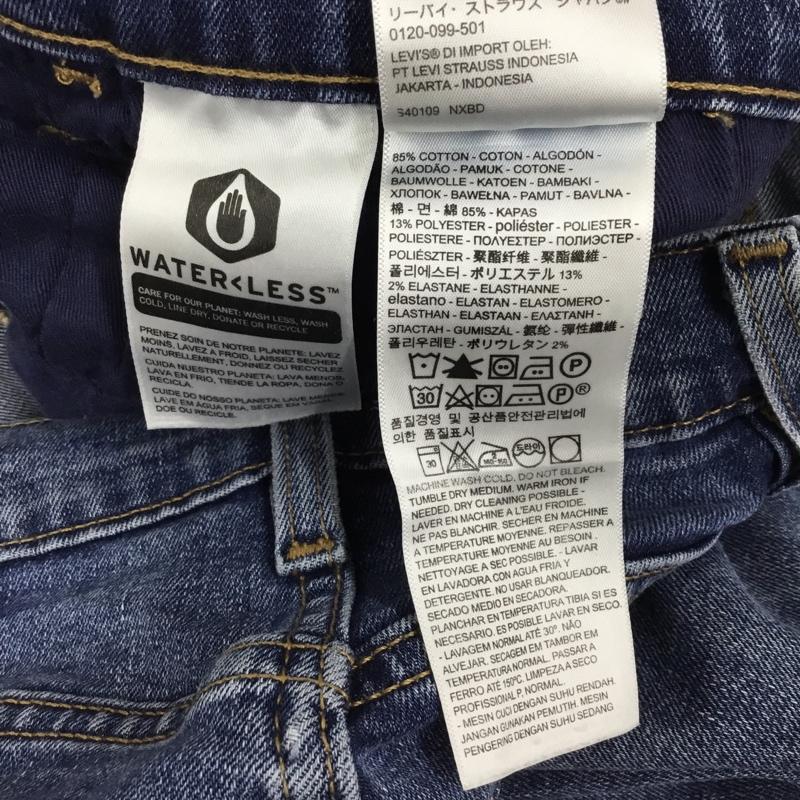 リーバイ・ストラウス ジャパン㈱
0120-099-501
LEVI'S® DI IMPORT OLEH:
PT LEVI STRAUSS INDONESIA
JAKARTA - INDONESIA
S40109 NXBD
WATER<LESS™
CARE FOR OUR PLANET: WASH LESS, WASH
COLD, LINE DRY, DONATE OR RECYCLE
PRENEZ SOIN DE NOTRE PLANETE: LAVEZ
MOINS, LAVEZ A FROID, LAISSEZ SECHER
NATURELLEMENT, DONNEZ OU RECYCLEZ
CUIDA NUESTRO PLANETA: LAVA MENOS,
LAVA EN FRIO, TIENDE LA ROPA, DONA O
RECICLA.
CUIDE DO NOSSO PLANETA: LAVE MENOS,
LAVE EM ÁGUA FRIA, SEQUE EM VARAL,
DOE OU RECICLE.
85% COTTON - COTON - ALGODÓN -
ALGODÃO - PAMUK - COTONE -
BAUMWOLLE - KATOEN - BAMBAKI -
ХЛОПОК - BAWEŁNA - PAMUT - BAVLNA -
棉 - 면 - 綿 85% - KAPAS
13% POLYESTER - poliéster - POLIESTER -
POLIESTERE - ΠΟΛΥΕΣΤΕΡ - ПОЛИЭСТЕР -
POLIÉSZTER - 聚酯纤维 - 聚酯纖維 -
폴리에스터 - ポリエステル 13%
2% ELASTANE - ELASTHANNE -
elastano - ELASTAN - ELASTOMERO -
ELASTHAN - ELASTAAN - ΕΛΑΣΤΑΝΗ -
ЭЛАСТАН - GUMISZÁL - 氨纶 - 彈性纖維 -
폴리우레탄 - ポリウレタン 2%
P
30 P ®
품질경영 및 공산품안전관리법에
의한 품질표시
30 드라이
MACHINE WASH COLD. DO NOT BLEACH.
TUMBLE DRY MEDIUM. WARM IRON IF
NEEDED. DRY CLEANING POSSIBLE -
LAVER EN MACHINE A L'EAU FROIDE.
NE PAS BLANCHIR. SECHER EN MACHINE
A TEMPERATURE MOYENNE. REPASSER A
TEMPERATURE MOYENNE AU BESOIN .
NETTOYAGE A SEC POSSIBLE. - LAVAR
EN LAVADORA CON AGUA FRIA Y
DETERGENTE. NO USAR BLANQUEADOR.
SECADO MEDIO EN SECADORA.
PLANCHAR EN TEMPERATURA TIBIA SI ES
NECESARIO. ES POSIBLE LAVAR EN SECO.
- LAVAGEM NORMAL ATÉ 30°. NÃO
ALVEJAR. SECAGEM EM TAMBOR EM
TEMPERATURA NORMAL. PASSAR A
FERRO ATÉ 150°C. LIMPEZA A SECO
PROFISSIONAL P, NORMAL.
- MESIN CUCI DENGAN SUHU RENDAH.
JANGAN GUNAKAN PEMUTIH. MESIN
PENGERING DENGAN SUHU SEDANG